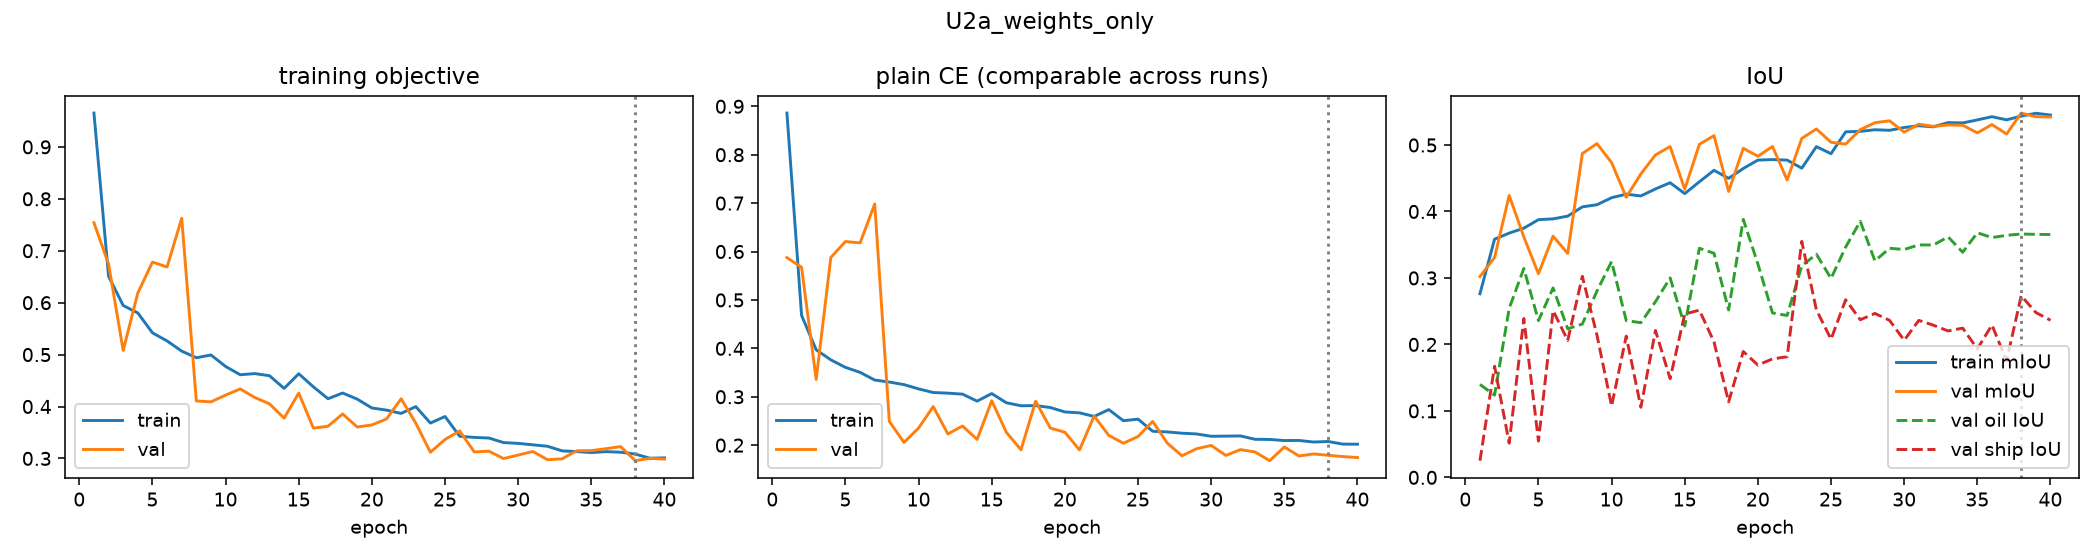 U2a_weights_only
training objective
0.9
0.8
0.7
0.6
0.5
0.4
0.3
train
val
0 5 10 15 20 25 30 35 40
epoch
plain CE (comparable across runs)
0.9
0.8
0.7
0.6
0.5
0.4
0.3
0.2
train
val
0 5 10 15 20 25 30 35 40
epoch
IoU
0.5
0.4
0.3
0.2
0.1
0.0
train mIoU
val mIoU
val oil IoU
val ship IoU
0 5 10 15 20 25 30 35 40
epoch